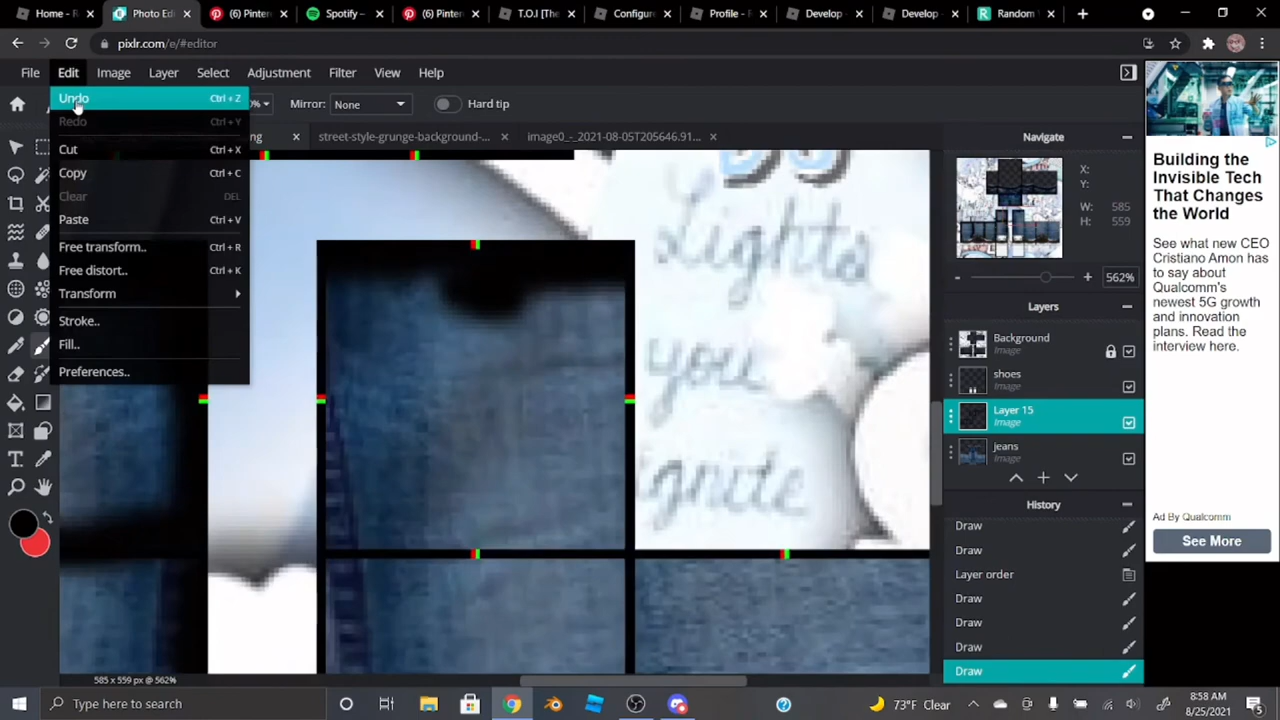 Home - R
Photo Edi
(6) Pinter
Spotify –
(6) Pinter
T.O.I [The
Configure
Profile - R
Develop -
Develop -
Random
pixlr.com/e/#editor
File Edit Image Layer Select Adjustment Filter View Help
Undo Ctrl + Z
% Mirror: None Hard tip
Redo Ctrl + Y
ng street-style-grunge-background-... image0_-_2021-08-05T205646.91...
Cut Ctrl + X
Copy Ctrl + C
Clear DEL
Paste Ctrl + V
Free transform.. Ctrl + R
Free distort.. Ctrl + K
Transform
Stroke..
Fill..
Preferences..
Lights
you
ignite
585 x 559 px @ 562%
Navigate
X:
Y:
W: 585
H: 559
- + 562%
Layers
Background
Image
shoes
Image
Layer 15
Image
jeans
Image
History
Draw
Draw
Layer order
Draw
Draw
Draw
Draw
Building the
Invisible Tech
That Changes
the World
See what new CEO
Cristiano Amon has
to say about
Qualcomm's
newest 5G growth
and innovation
plans. Read the
interview here.
Ad By Qualcomm
See More
Type here to search
73°F Clear
8:58 AM
8/25/2021
5